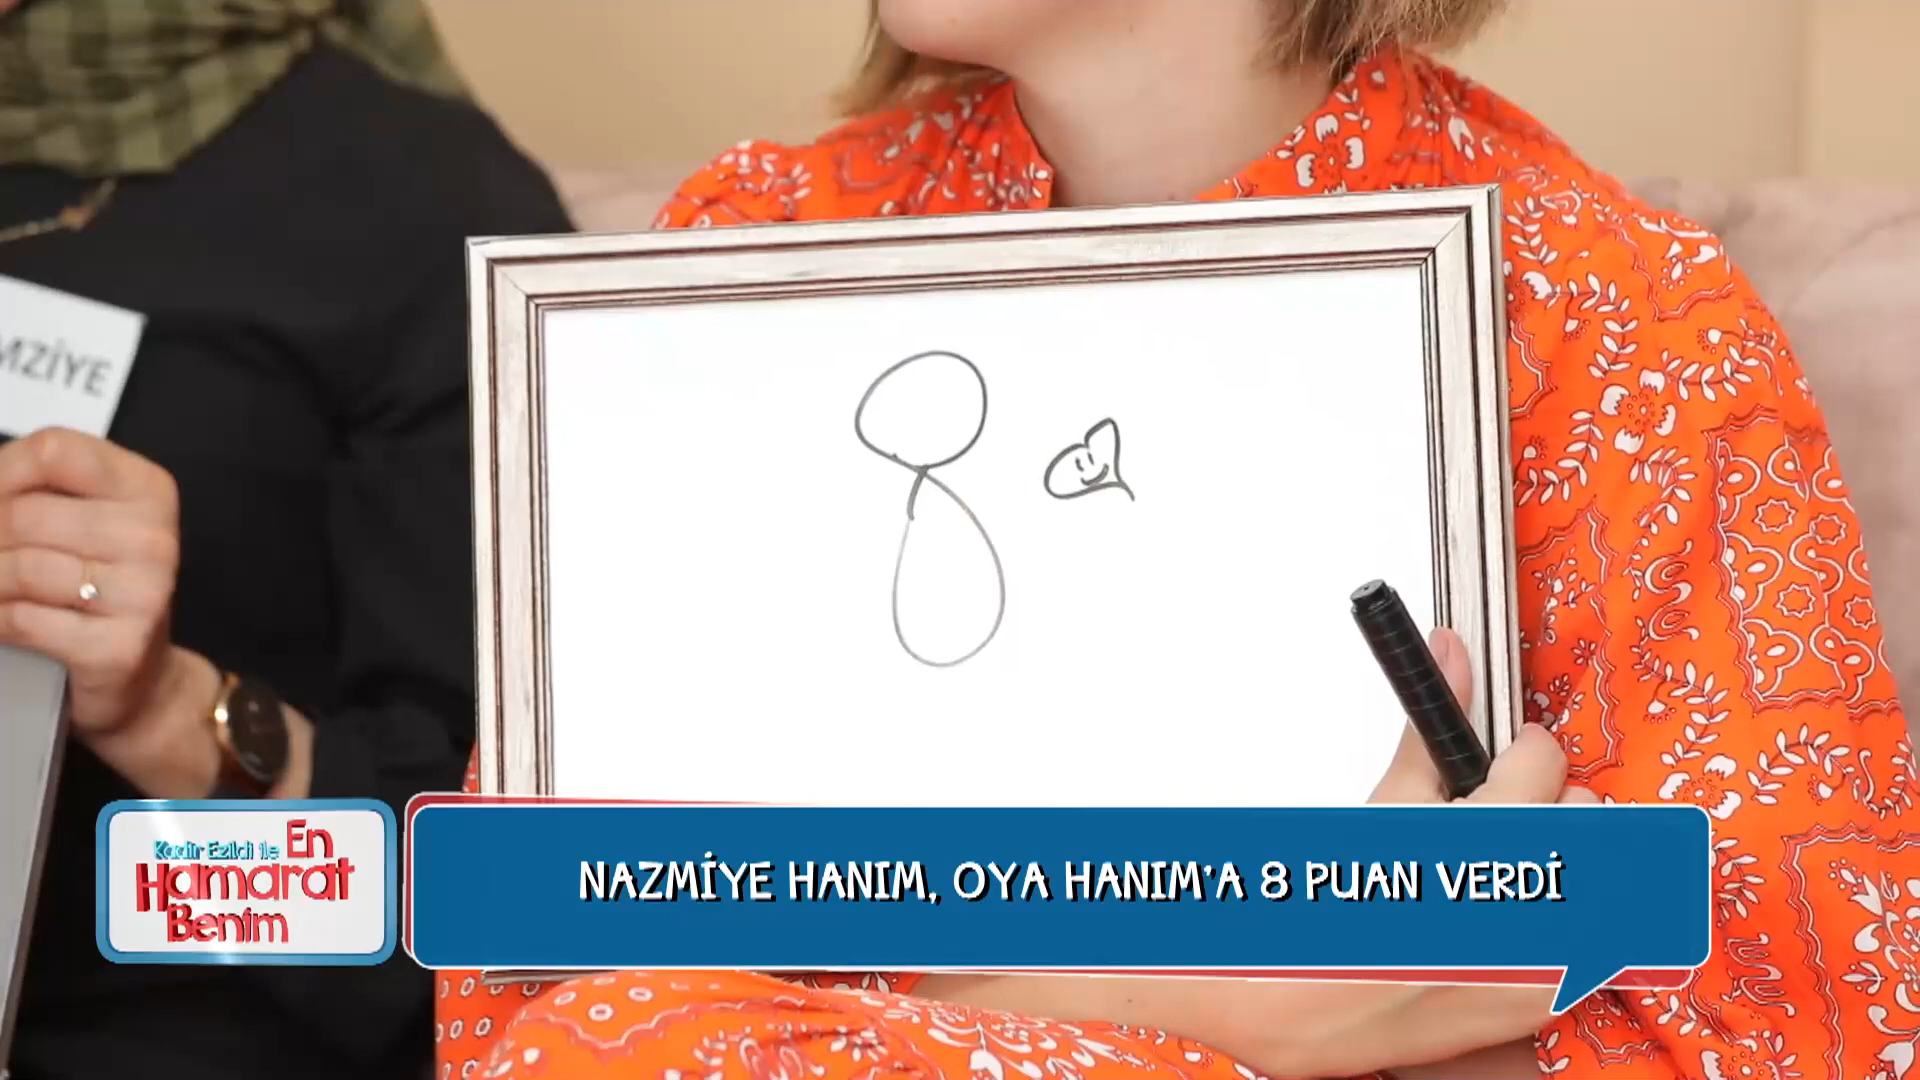 MZİYE
8
Kadir Ezildi ile En
Hamarat
Benim
NAZMİYE HANIM, OYA HANIM'A 8 PUAN VERDİ